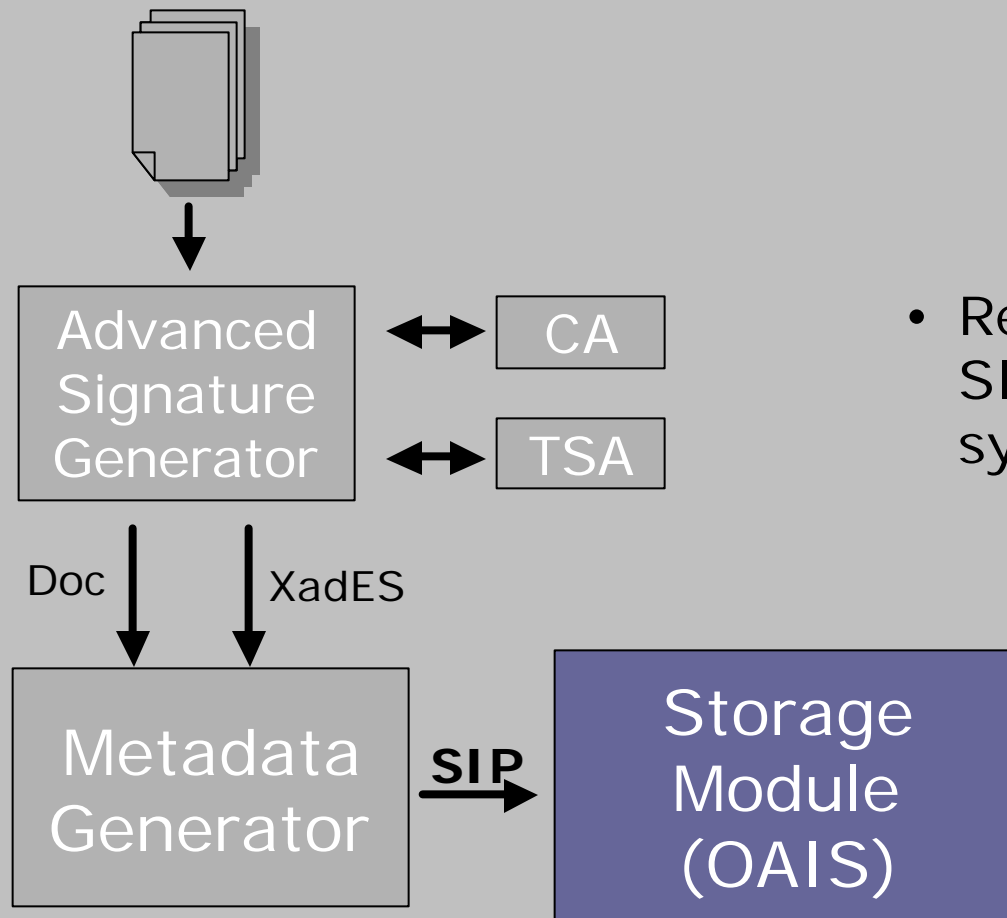 Advanced
Signature
Generator
CA
TSA
Doc
XadES
Metadata
Generator
SIP
Storage
Module
(OAIS)
•